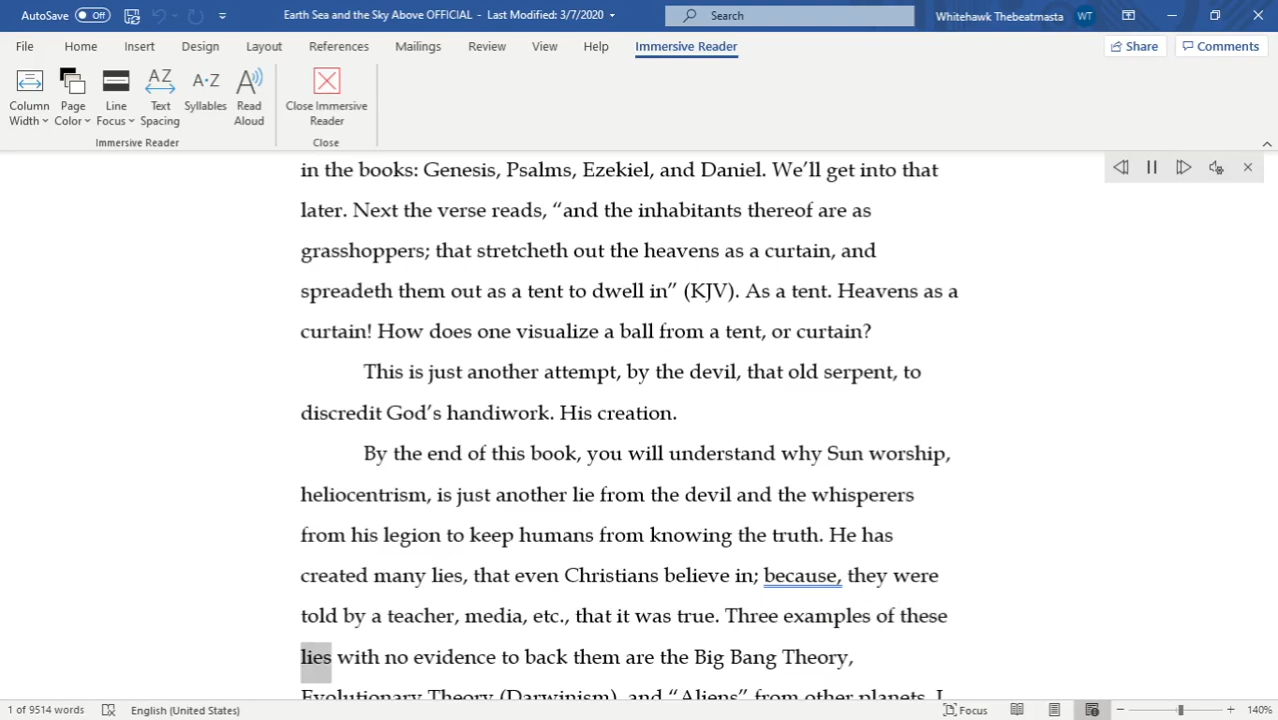 AutoSave Off Earth Sea and the Sky Above OFFICIAL - Last Modified: 3/7/2020 Search Whitehawk Thebeatmasta WT
File Home Insert Design Layout References Mailings Review View Help Immersive Reader Share Comments
Column Width Page Color Line Focus Text Spacing Syllables Read Aloud Close Immersive Reader
Immersive Reader Close
in the books: Genesis, Psalms, Ezekiel, and Daniel. We’ll get into that
later. Next the verse reads, “and the inhabitants thereof are as
grasshoppers; that stretcheth out the heavens as a curtain, and
spreadeth them out as a tent to dwell in” (KJV). As a tent. Heavens as a
curtain! How does one visualize a ball from a tent, or curtain?
This is just another attempt, by the devil, that old serpent, to
discredit God’s handiwork. His creation.
By the end of this book, you will understand why Sun worship,
heliocentrism, is just another lie from the devil and the whisperers
from his legion to keep humans from knowing the truth. He has
created many lies, that even Christians believe in; because, they were
told by a teacher, media, etc., that it was true. Three examples of these
lies with no evidence to back them are the Big Bang Theory,
Evolutionary Theory (Darwinism), and “Aliens” from other planets. I
1 of 9514 words English (United States) Focus 140%